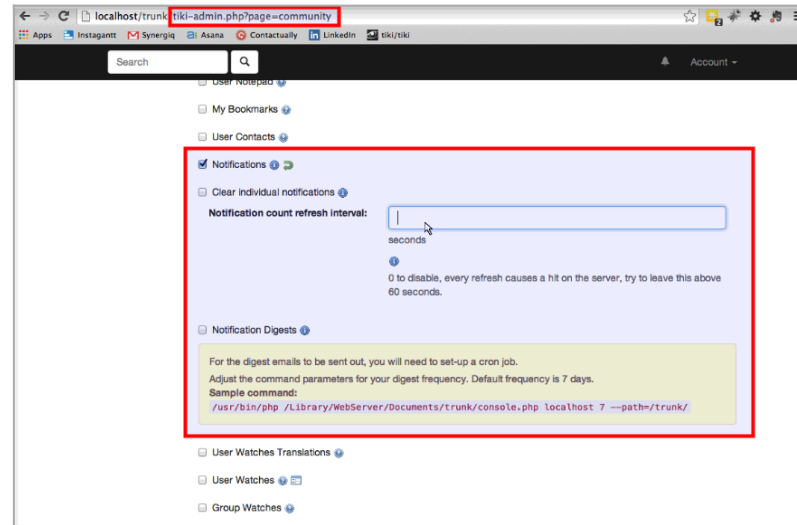 localhost/trunk/tiki-admin.php?page=community
2
Apps Instagantt Synergiq Asana Contactually LinkedIn tiki/tiki
Search Account
User Notepad
My Bookmarks
User Contacts
Notifications
Clear individual notifications
Notification count refresh interval:
seconds
0 to disable, every refresh causes a hit on the server, try to leave this above
60 seconds.
Notification Digests
For the digest emails to be sent out, you will need to set-up a cron job.
Adjust the command parameters for your digest frequency. Default frequency is 7 days.
Sample command:
/usr/bin/php /Library/WebServer/Documents/trunk/console.php localhost 7 --path=/trunk/
User Watches Translations
User Watches
Group Watches